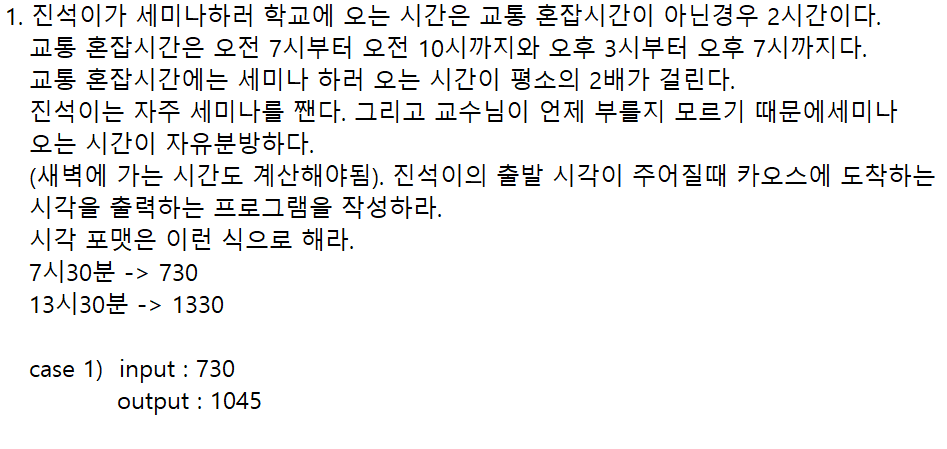 1. 진석이가 세미나하러 학교에 오는 시간은 교통 혼잡시간이 아닌경우 2시간이다.
교통 혼잡시간은 오전 7시부터 오전 10시까지와 오후 3시부터 오후 7시까지다.
교통 혼잡시간에는 세미나 하러 오는 시간이 평소의 2배가 걸린다.
진석이는 자주 세미나를 짼다. 그리고 교수님이 언제 부를지 모르기 때문에세미나
오는 시간이 자유분방하다.
(새벽에 가는 시간도 계산해야됨). 진석이의 출발 시각이 주어질때 카오스에 도착하는
시각을 출력하는 프로그램을 작성하라.
시각 포맷은 이런 식으로 해라.
7시30분 -> 730
13시30분 -> 1330
case 1) input : 730
output : 1045